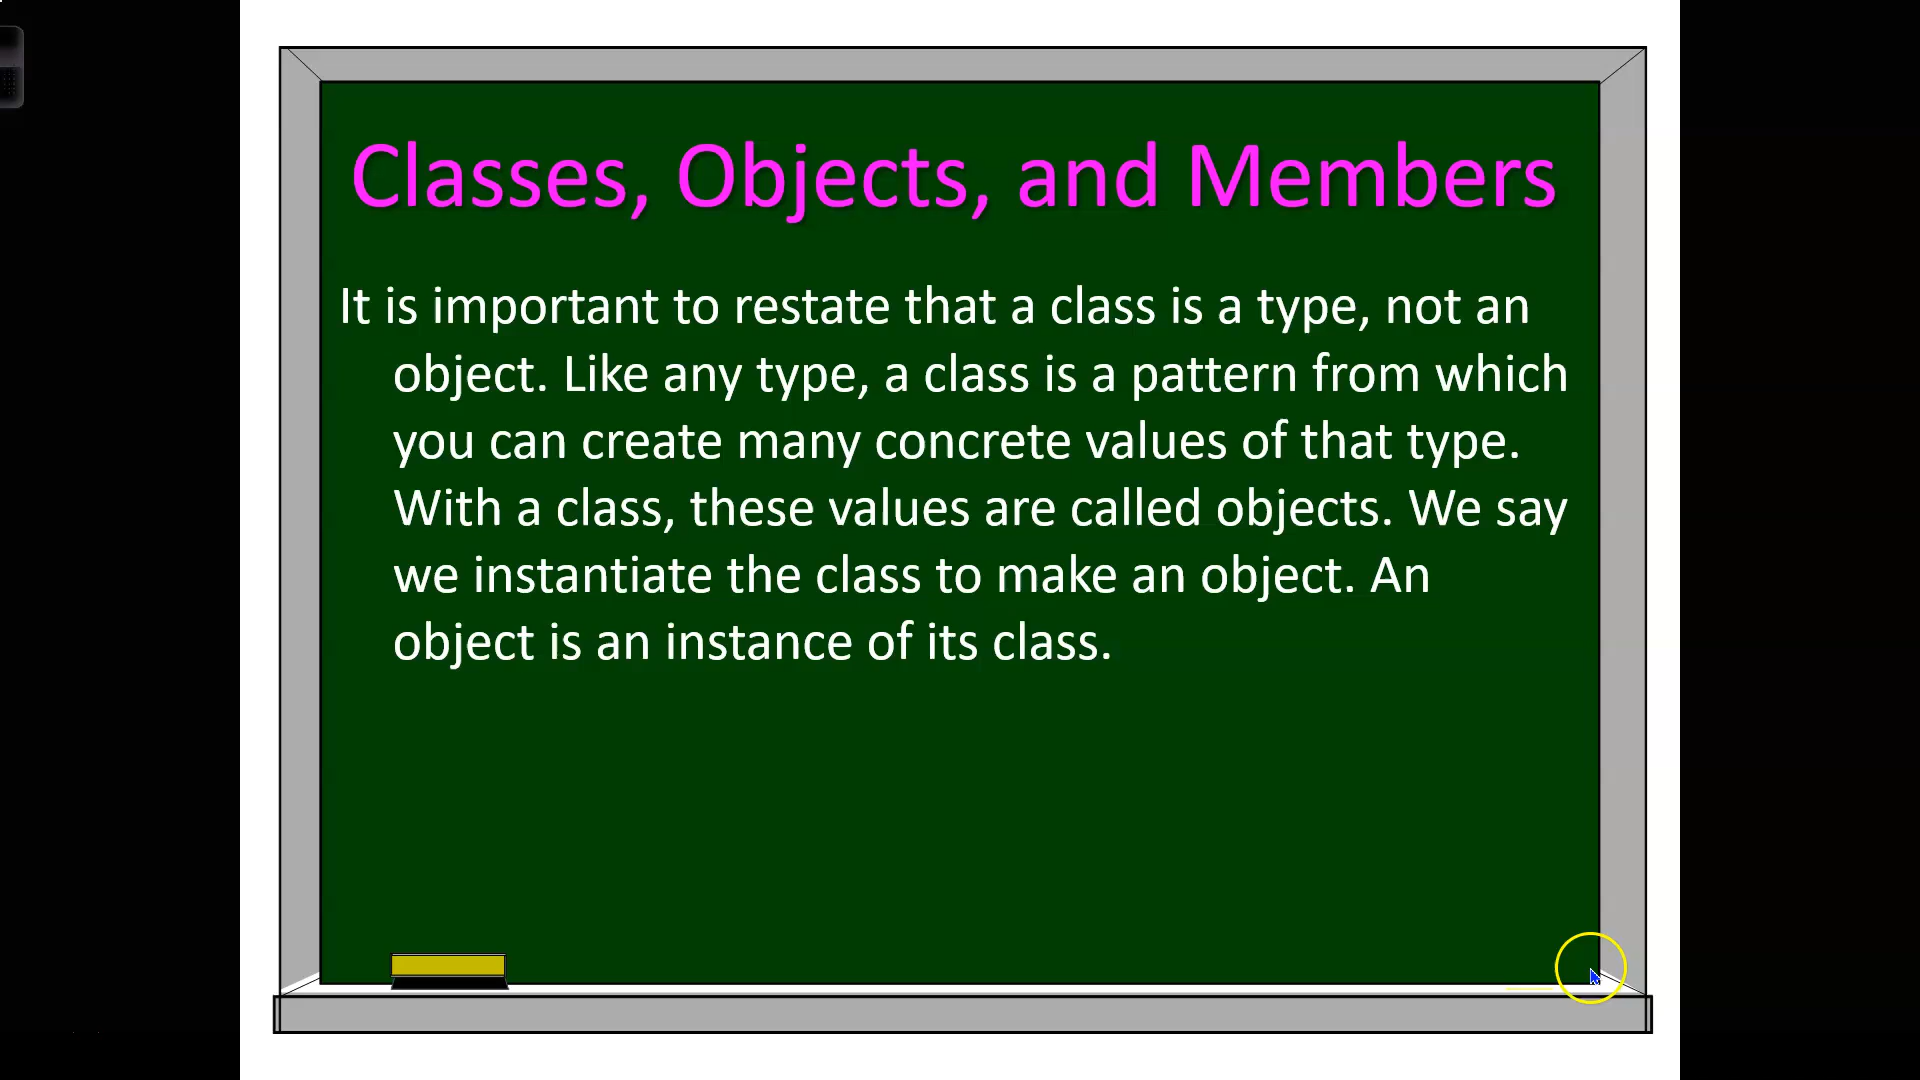 Classes, Objects, and Members
It is important to restate that a class is a type, not an
object. Like any type, a class is a pattern from which
you can create many concrete values of that type.
With a class, these values are called objects. We say
we instantiate the class to make an object. An
object is an instance of its class.